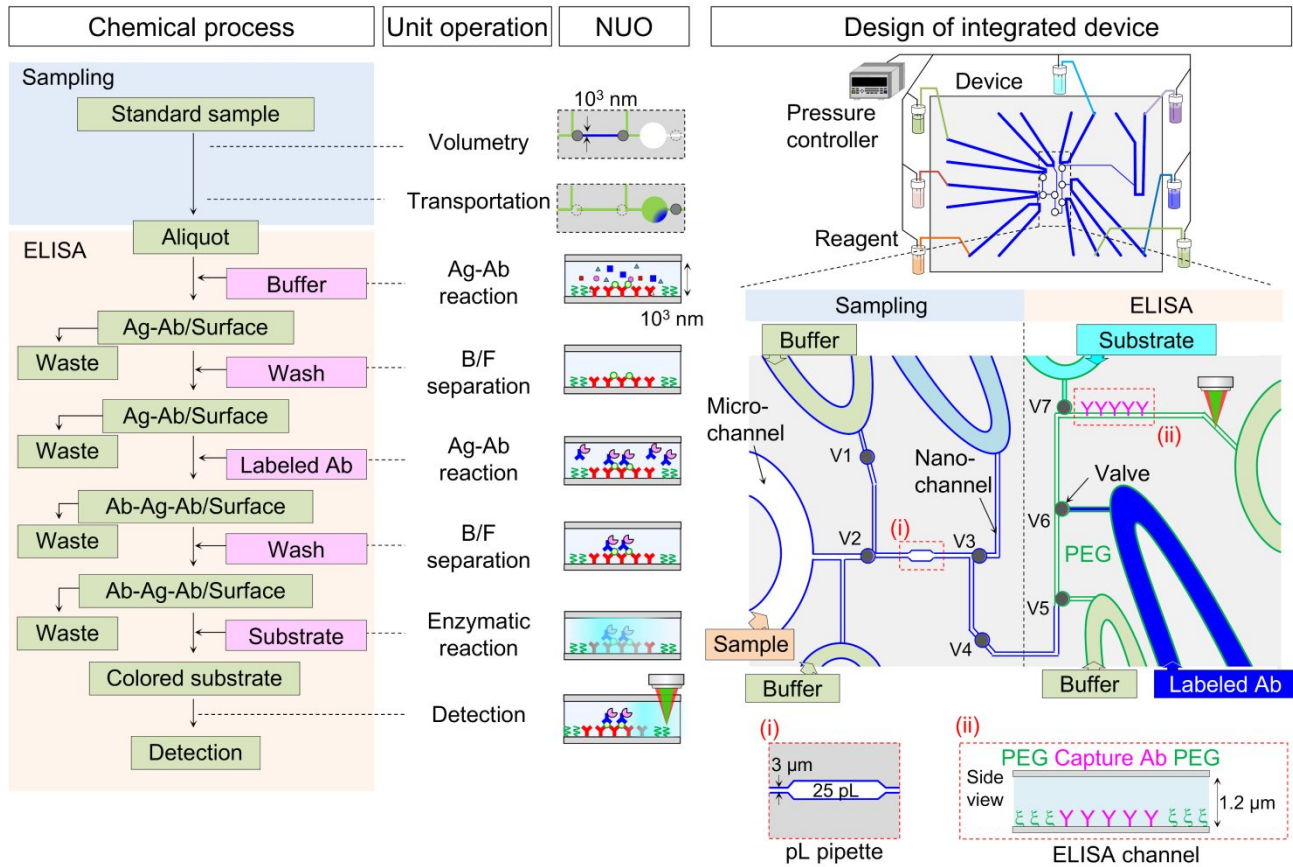 Chemical process
Unit operation
NUO
Design of integrated device
Sampling
Standard sample
Aliquot
ELISA
Buffer
Ag-Ab/Surface
Waste
Wash
Ag-Ab/Surface
Waste
Labeled Ab
Ab-Ag-Ab/Surface
Waste
Wash
Ab-Ag-Ab/Surface
Waste
Substrate
Colored substrate
Detection
Volumetry
Transportation
Ag-Ab
reaction
B/F
separation
Ag-Ab
reaction
B/F
separation
Enzymatic
reaction
Detection
10³ nm
10³ nm
Device
Pressure
controller
Reagent
Sampling
ELISA
Buffer
Substrate
Micro-
channel
V1
Nano-
channel
V7
YYYYY
(ii)
Valve
V2
(i)
V3
V6
PEG
V5
V4
Sample
Buffer
Buffer
Labeled Ab
(i)
3 μm
25 pL
pL pipette
(ii)
PEG Capture Ab PEG
Side
view
1.2 μm
ELISA channel